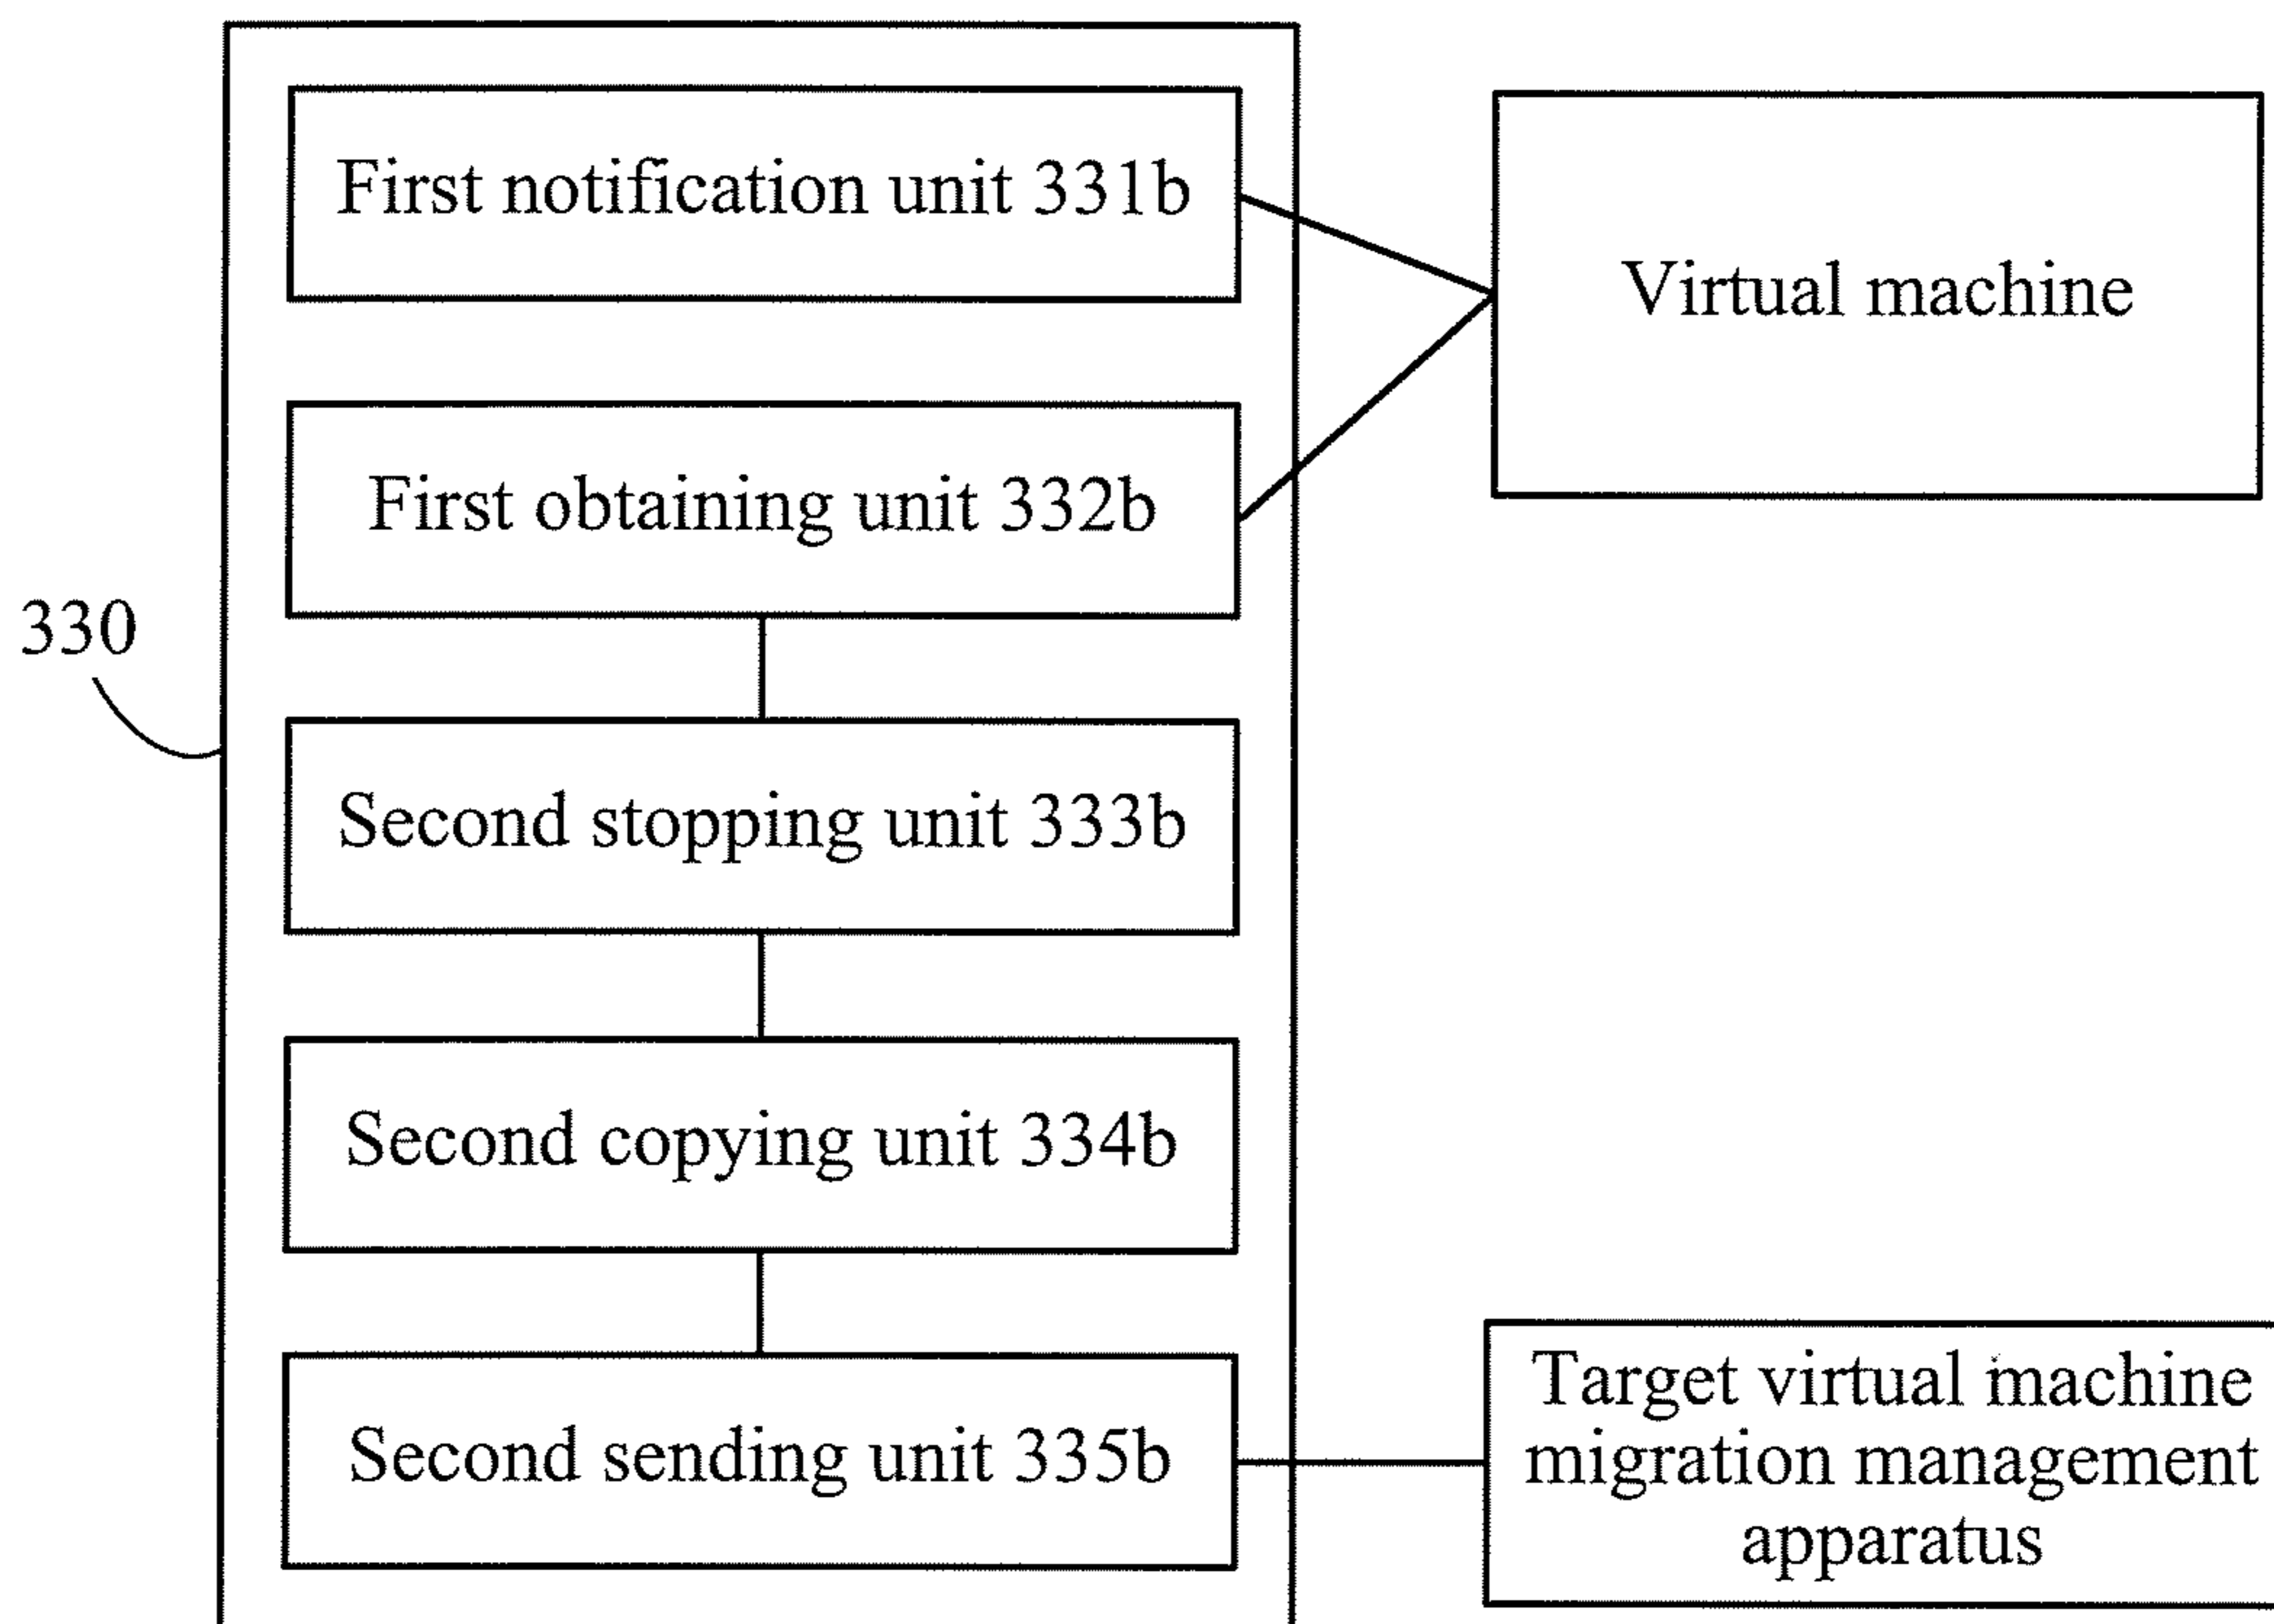 First notification unit 331b
Virtual machine
First obtaining unit 332b
330
Second stopping unit 333b
Second copying unit 334b
Second sending unit 335b
Target virtual machine
migration management
apparatus